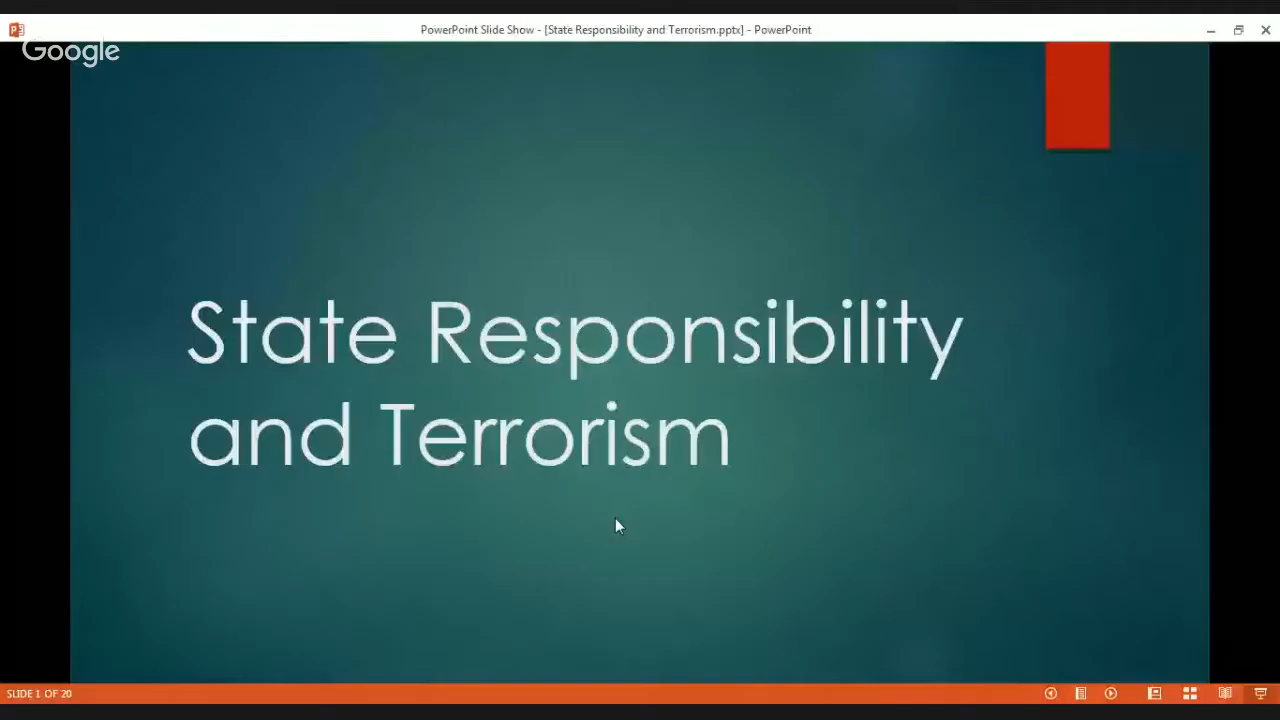 PowerPoint Slide Show - [State Responsibility and Terrorism.pptx] - PowerPoint
Google
State Responsibility
and Terrorism
SLIDE 1 OF 20